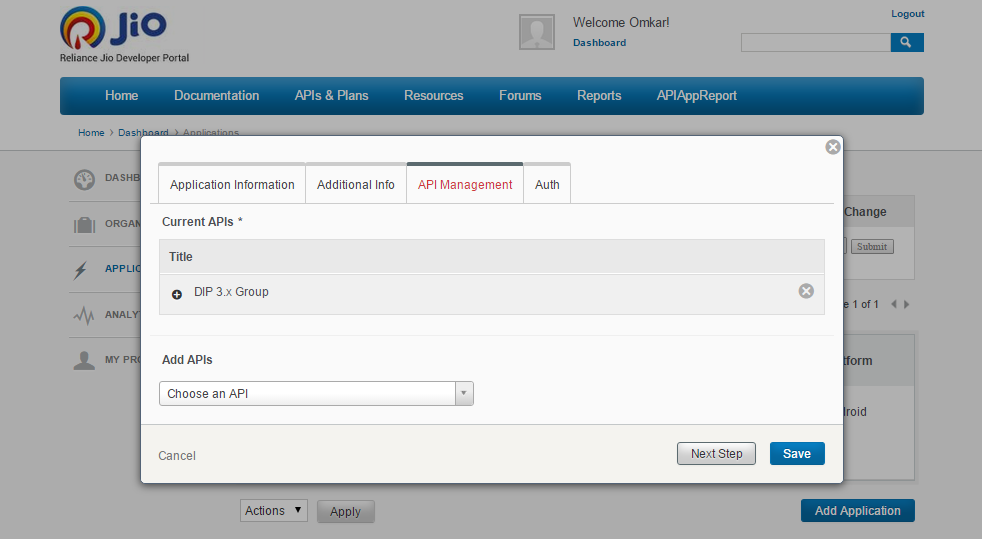 Jio
Reliance Jio Developer Portal
Welcome Omkar!
Dashboard
Logout
Home Documentation APIs & Plans Resources Forums Reports APIAppReport
Home > Dashboard > Applications
DASHB
ORGAN
APPLIC
ANALY
MY PRO
Application Information Additional Info API Management Auth
Current APIs *
Title
DIP 3.x Group
Add APIs
Choose an API
Cancel
Next Step
Save
Change
Submit
e 1 of 1
tform
droid
Actions
Apply
Add Application